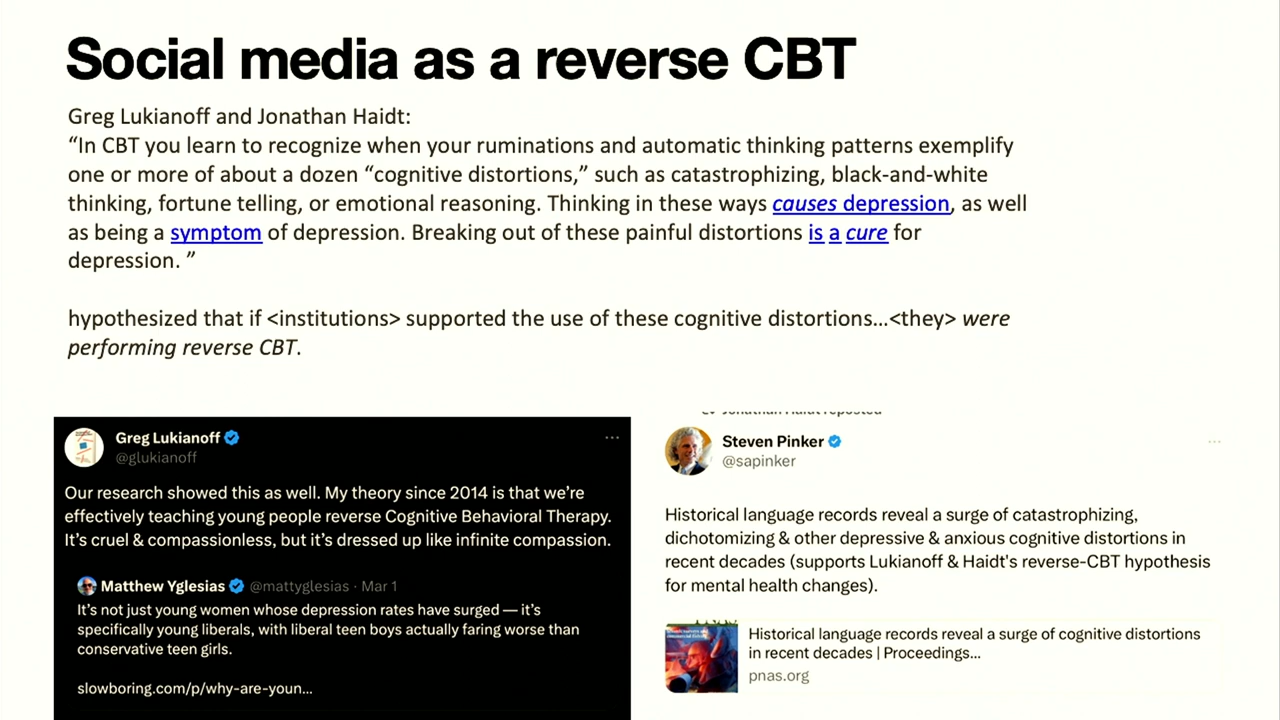 Social media as a reverse CBT
Greg Lukianoff and Jonathan Haidt:
“In CBT you learn to recognize when your ruminations and automatic thinking patterns exemplify
one or more of about a dozen “cognitive distortions,” such as catastrophizing, black-and-white
thinking, fortune telling, or emotional reasoning. Thinking in these ways causes depression, as well
as being a symptom of depression. Breaking out of these painful distortions is a cure for
depression. ”
hypothesized that if <institutions> supported the use of these cognitive distortions...<they> were
performing reverse CBT.
Greg Lukianoff
@glukianoff
Our research showed this as well. My theory since 2014 is that we’re
effectively teaching young people reverse Cognitive Behavioral Therapy.
It’s cruel & compassionless, but it’s dressed up like infinite compassion.
Matthew Yglesias @mattyglesias · Mar 1
It’s not just young women whose depression rates have surged — it’s
specifically young liberals, with liberal teen boys actually faring worse than
conservative teen girls.
slowboring.com/p/why-are-youn...
Jonathan Haidt reposted
Steven Pinker
@sapinker
Historical language records reveal a surge of catastrophizing,
dichotomizing & other depressive & anxious cognitive distortions in
recent decades (supports Lukianoff & Haidt's reverse-CBT hypothesis
for mental health changes).
Historical language records reveal a surge of cognitive distortions
in recent decades | Proceedings...
pnas.org